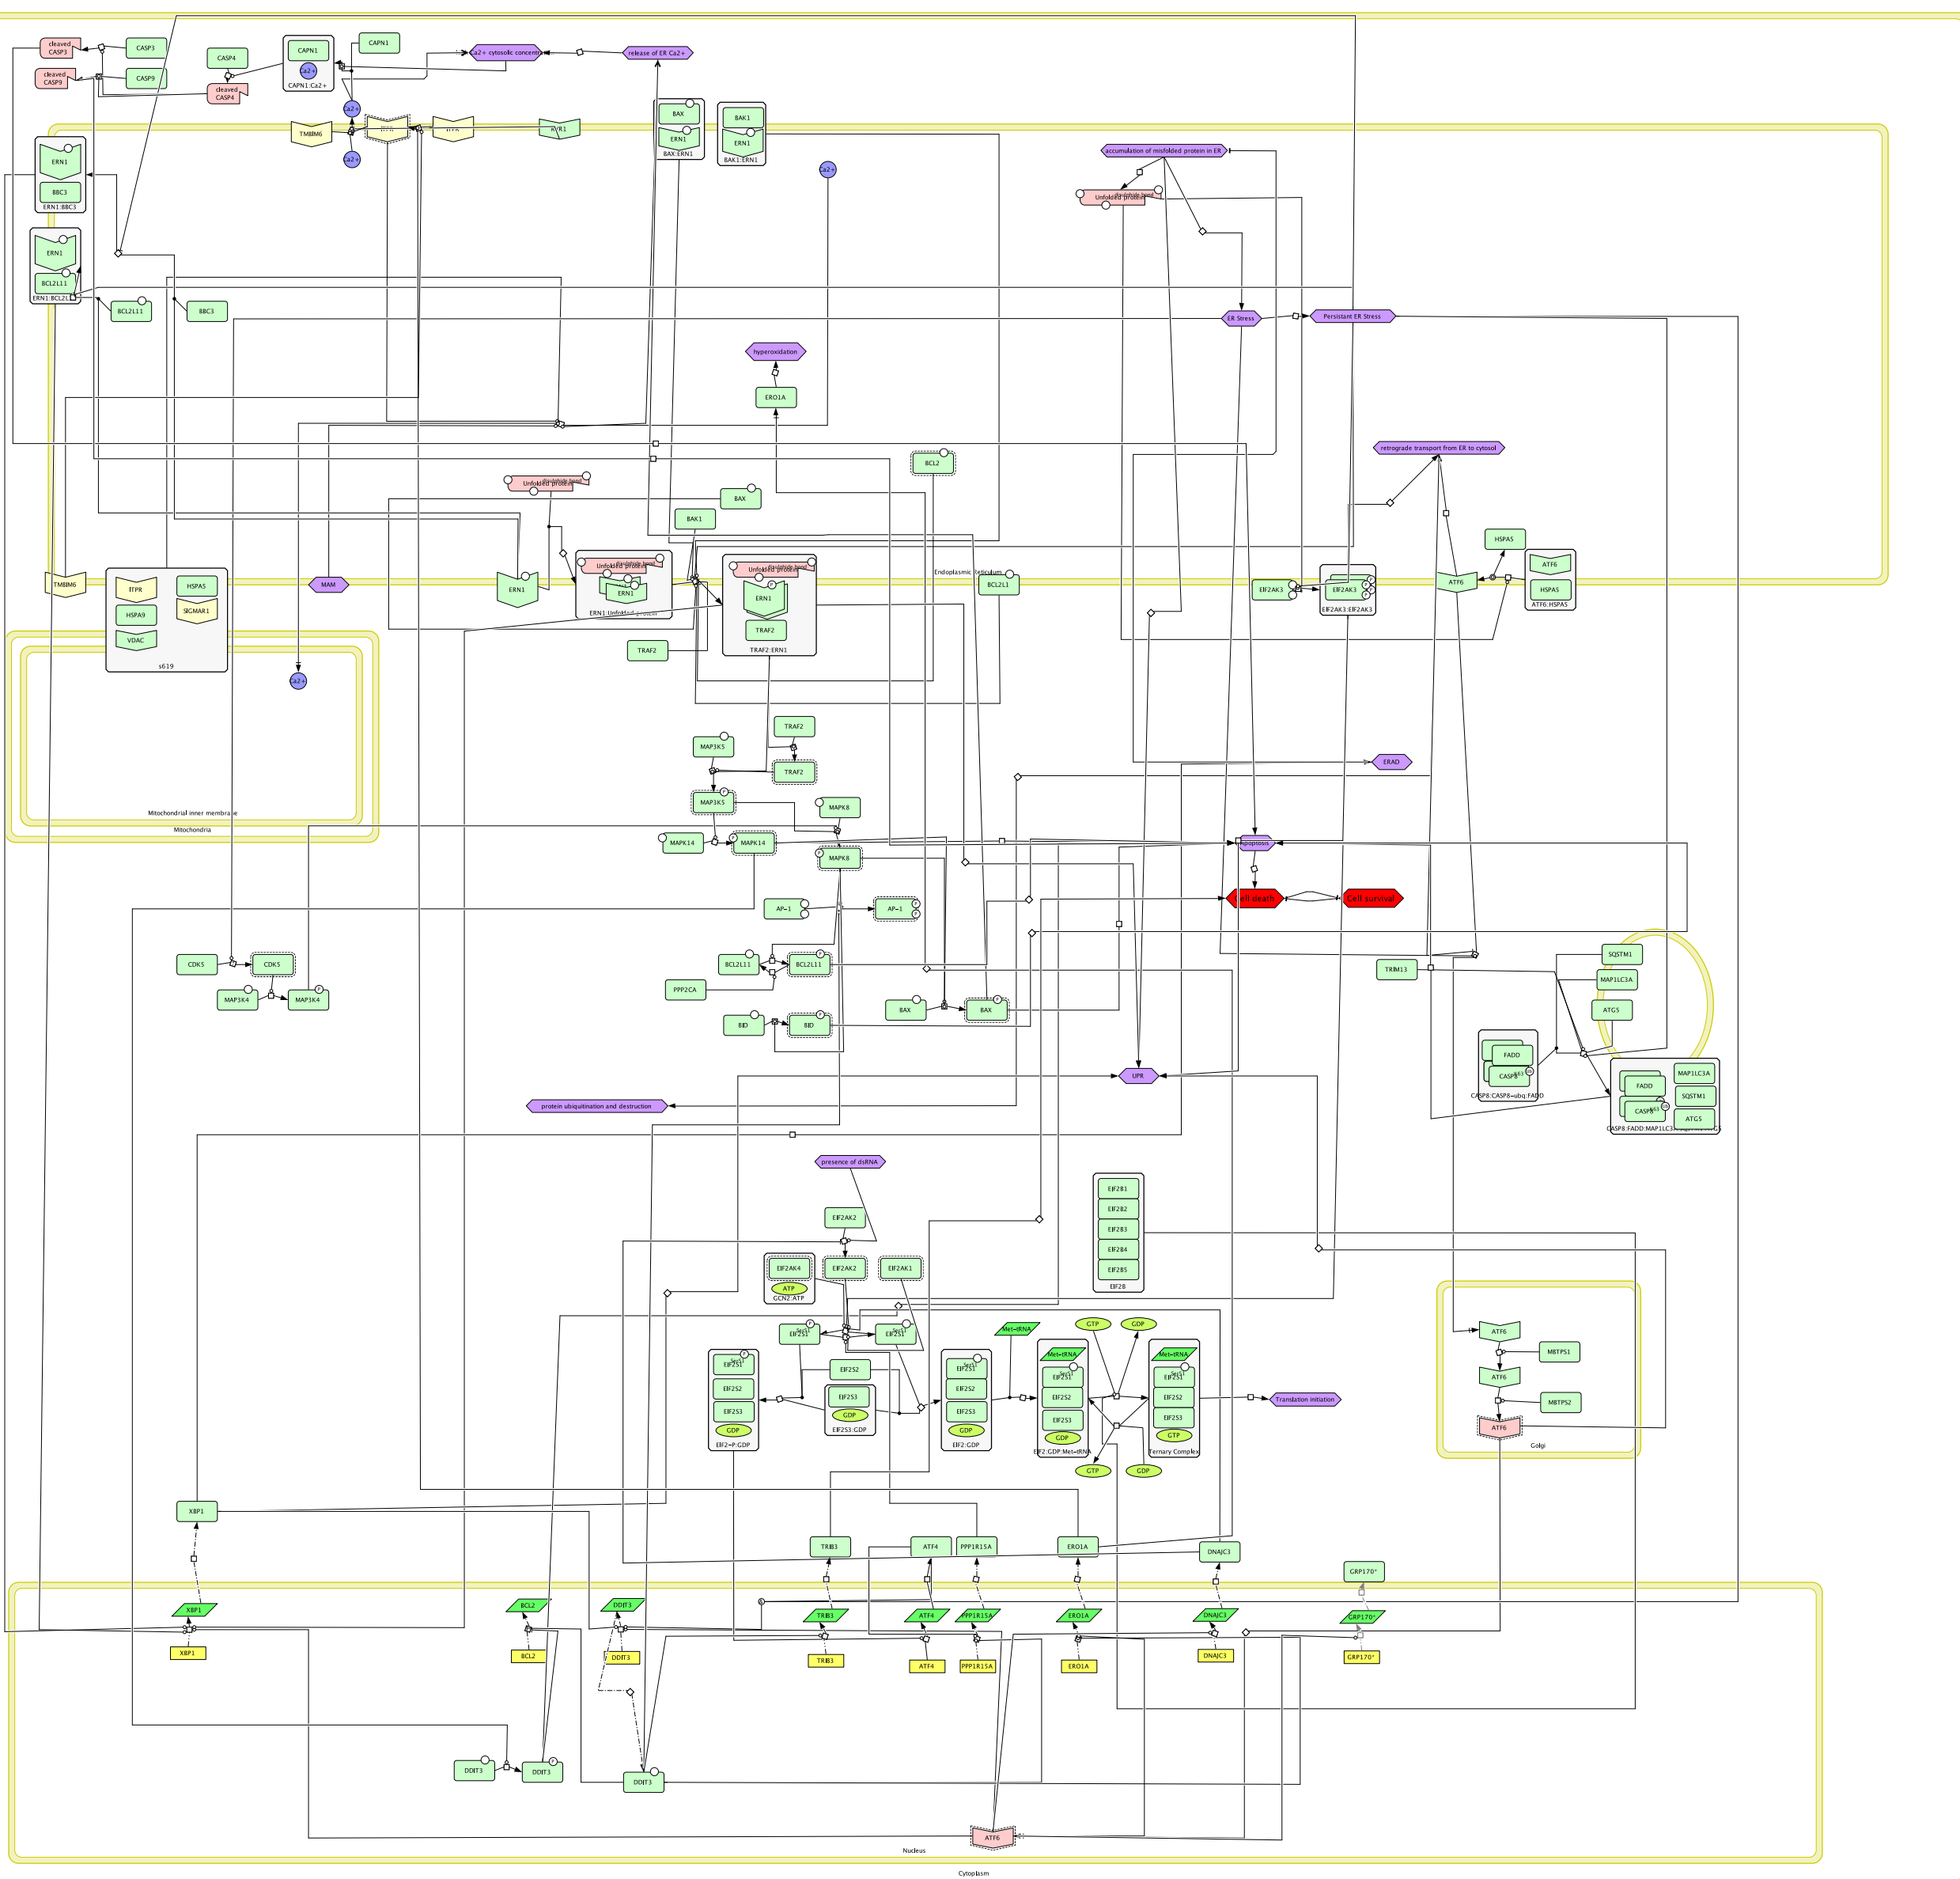 cleaved
CASP3
CASP3
CASP4
CAPN1
CAPN1
Ca2+
CAPN1:Ca2+
Ca2+ cytosolic concentr
release of ER Ca2+
cleaved
CASP9
CASP9
cleaved
CASP4
Ca2+
TMBIM6
RYR1
Ca2+
BAX
ERN1
BAX:ERN1
BAK1
ERN1
BAK1:ERN1
Ca2+
accumulation of misfolded protein in ER
Unfolded protein
ERN1
BBC3
ERN1:BBC3
ERN1
BCL2L11
ERN1:BCL2L
BCL2L11
BBC3
ER Stress
Persistant ER Stress
hyperoxidation
ERO1A
retrograde transport from ER to cytosol
BCL2
Unfolded protein
BAX
BAK1
HSPA5
TMBIM6
ITPR
HSPA5
HSPA9
SIGMAR1
VDAC
s619
MAM
Ca2+
ERN1
Unfolded protein
ERN1
ERN1:Unfolded protein
Unfolded protein
ERN1
TRAF2
TRAF2:ERN1
TRAF2
Endoplasmic Reticulum
BCL2L1
EIF2AK3
EIF2AK3
EIF2AK3:EIF2AK3
ATF6
ATF6
HSPA5
ATF6:HSPA5
Mitochondrial inner membrane
Mitochondria
TRAF2
MAP3K5
TRAF2
MAP3K5
MAPK8
MAPK14
MAPK14
MAPK8
ERAD
Apoptosis
Cell death
Cell survival
AP-1
AP-1
CDK5
CDK5
MAP3K4
MAP3K4
BCL2L11
BCL2L11
PPP2CA
BID
BID
BAX
BAX
TRIM13
SQSTM1
MAP1LC3A
ATG5
FADD
CASP8
CASP8:CASP8-ubq:FADD
FADD
CASP8
MAP1LC3A
SQSTM1
ATG5
UPR
protein ubiquitination and destruction
presence of dsRNA
EIF2AK2
EIF2AK4
ATP
GCN2:ATP
EIF2AK2
EIF2AK1
EIF2B1
EIF2B2
EIF2B3
EIF2B4
EIF2B5
EIF2B
EIF2S1
EIF2S1
Met-tRNA
GTP
GDP
EIF2S1
EIF2S2
EIF2S3
GDP
EIF2-P:GDP
EIF2S2
EIF2S3
GDP
EIF2S3:GDP
EIF2S1
EIF2S2
EIF2S3
GDP
EIF2:GDP
Met-tRNA
EIF2S1
EIF2S2
EIF2S3
GDP
EIF2:GDP:Met-tRNA
Met-tRNA
EIF2S1
EIF2S2
EIF2S3
GTP
Ternary Complex
GTP
GDP
Translation initiation
ATF6
MBTPS1
ATF6
MBTPS2
ATF6
Golgi
XBP1
TRIB3
ATF4
PPP1R15A
ERO1A
DNAJC3
GRP170*
XBP1
BCL2
DDIT3
TRIB3
ATF4
PPP1R15A
ERO1A
DNAJC3
GRP170*
XBP1
BCL2
DDIT3
TRIB3
ATF4
PPP1R15A
ERO1A
DNAJC3
GRP170*
DDIT3
DDIT3
DDIT3
ATF6
Nucleus
Cytoplasm